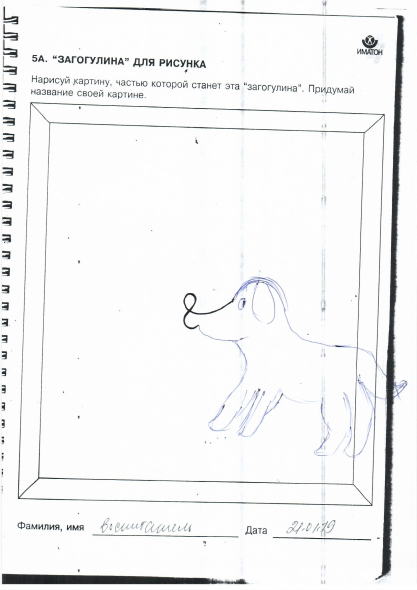 ИМАТОН
5А. "ЗАГОГУЛИНА" ДЛЯ РИСУНКА
Нарисуй картину, частью которой станет эта "загогулина". Придумай
название своей картине.
Фамилия, имя воспитатель Дата 21.01.19